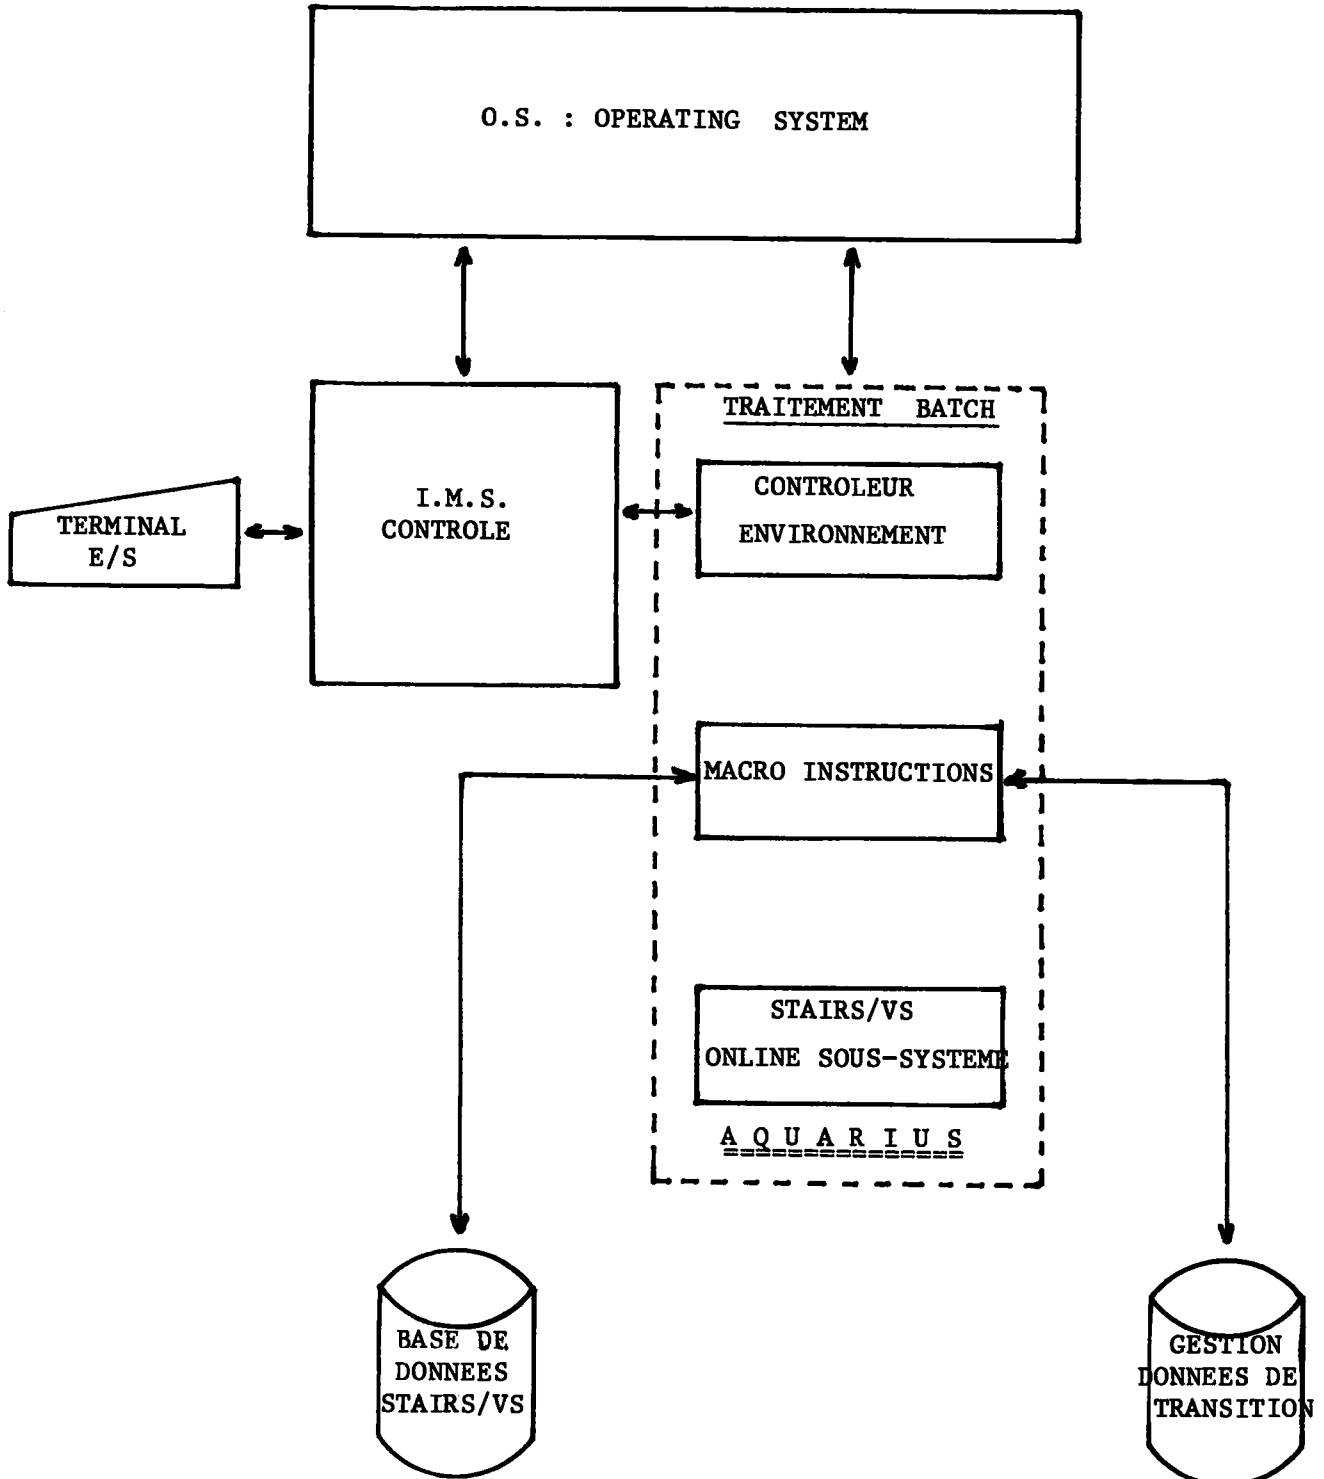 O.S. : OPERATING SYSTEM
TRAITEMENT BATCH
CONTROLEUR
ENVIRONNEMENT
I.M.S.
CONTROLE
TERMINAL
E/S
MACRO INSTRUCTIONS
STAIRS/VS
ONLINE SOUS-SYSTEME
A Q U A R I U S
BASE DE
DONNEES
STAIRS/VS
GESTION
DONNEES DE
TRANSITION